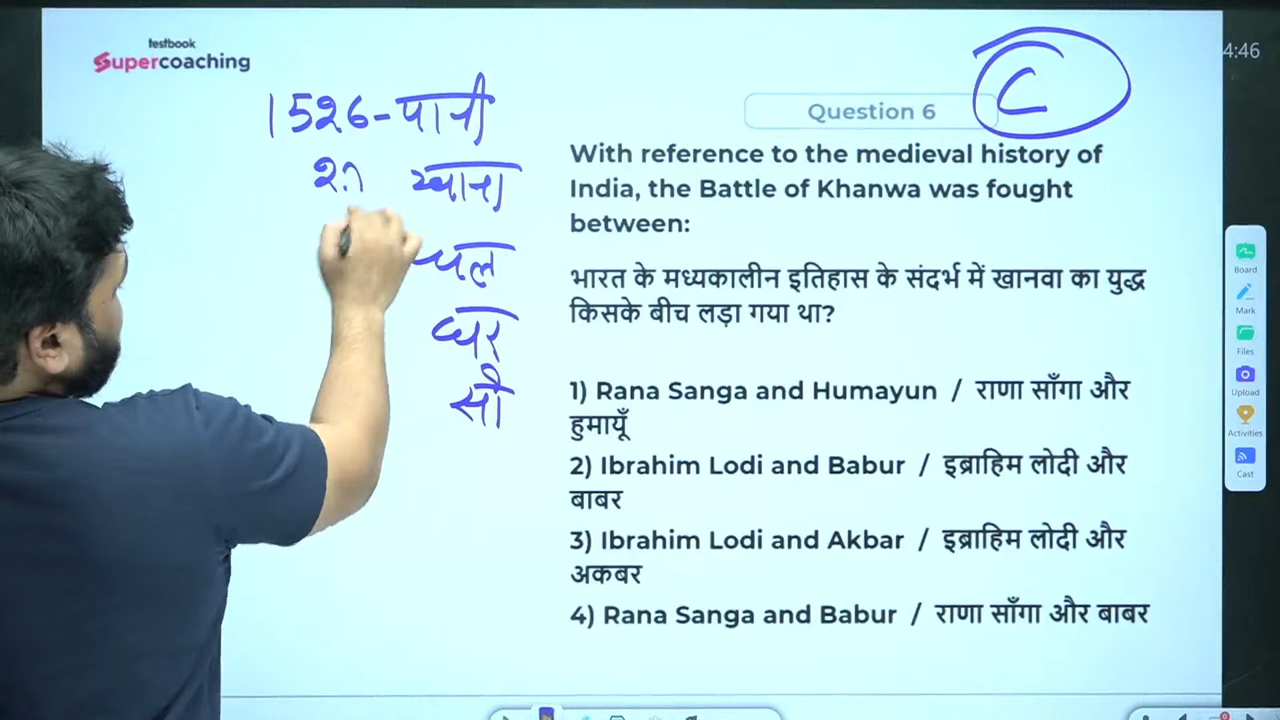 testbook
Supercoaching
4:46
C
1526-पानी
खाना
चल
घर
सो
Question 6
With reference to the medieval history of
India, the Battle of Khanwa was fought
between:
भारत के मध्यकालीन इतिहास के संदर्भ में खानवा का युद्ध
किसके बीच लड़ा गया था?
1) Rana Sanga and Humayun / राणा साँगा और
हुमायूँ
2) Ibrahim Lodi and Babur / इब्राहिम लोदी और
बाबर
3) Ibrahim Lodi and Akbar / इब्राहिम लोदी और
अकबर
4) Rana Sanga and Babur / राणा साँगा और बाबर
Board
Mark
Files
Upload
Activities
Cast